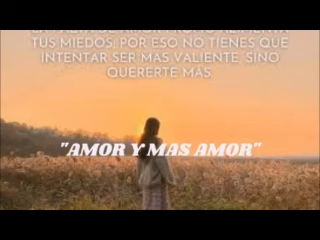 TUS MIEDOS, POR ESO NO TIENES QUE
INTENTAR SER MÁS VALIENTE, SINO
QUERERTE MÁS
"AMOR Y MAS AMOR"